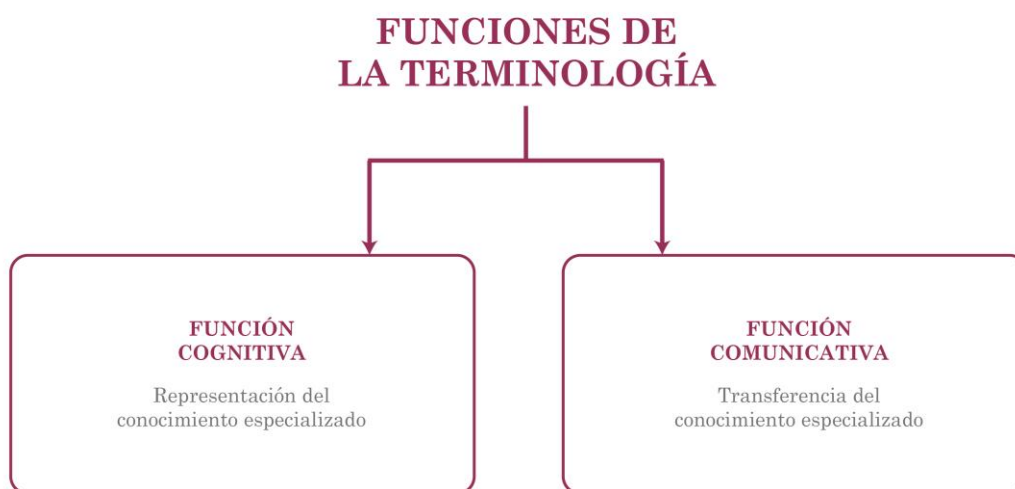 FUNCIONES DE
LA TERMINOLOGÍA
FUNCIÓN
COGNITIVA
Representación del
conocimiento especializado
FUNCIÓN
COMUNICATIVA
Transferencia del
conocimiento especializado